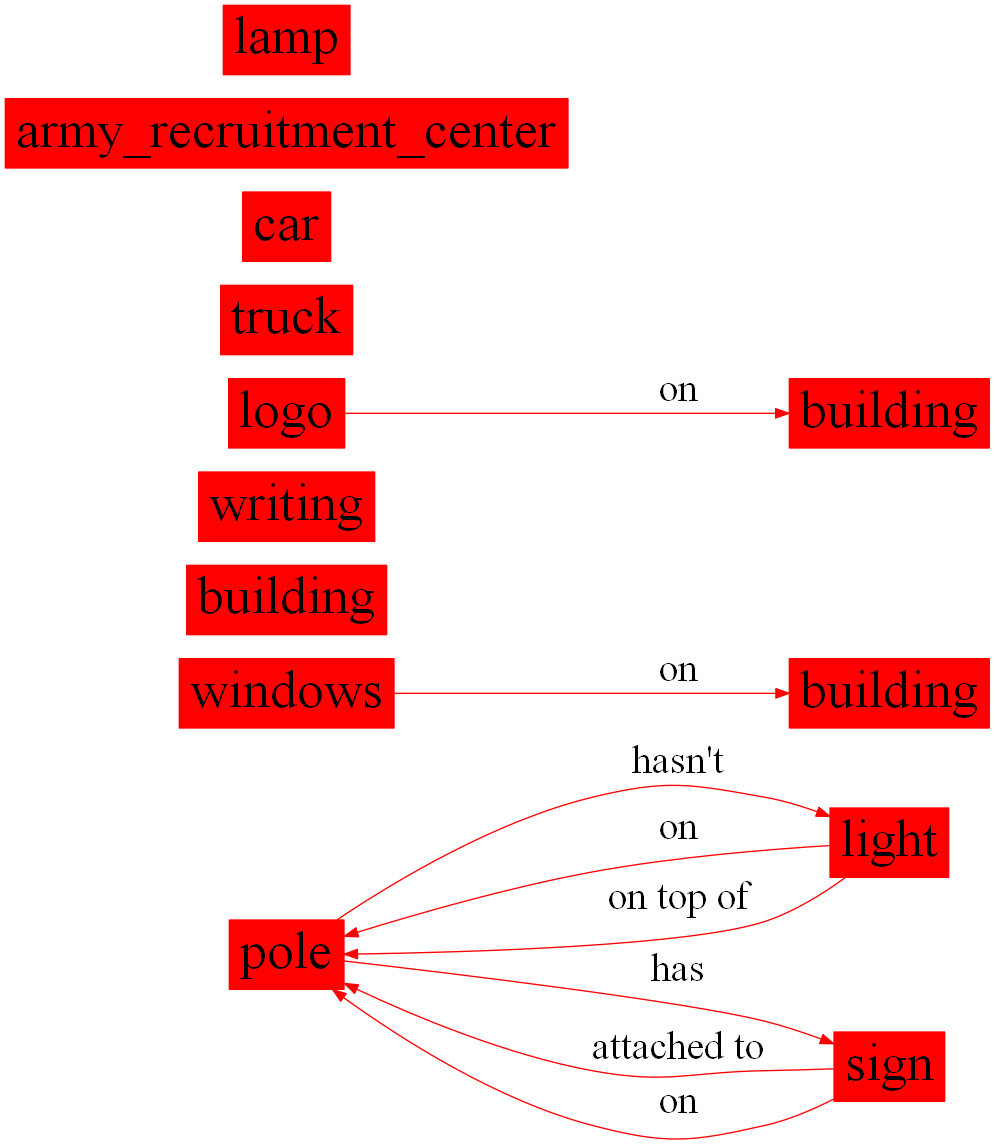 lamp
army_recruitment_center
car
truck
logo on building
writing
building
windows on building
hasn't
light
on
on top of
pole
has
sign
attached to
on